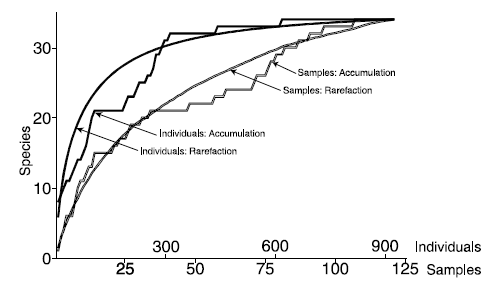 30
Samples: Accumulation
Samples: Rarefaction
20
Species
Individuals: Accumulation
Individuals: Rarefaction
10
0
300 600 900 Individuals
25 50 75 100 125 Samples